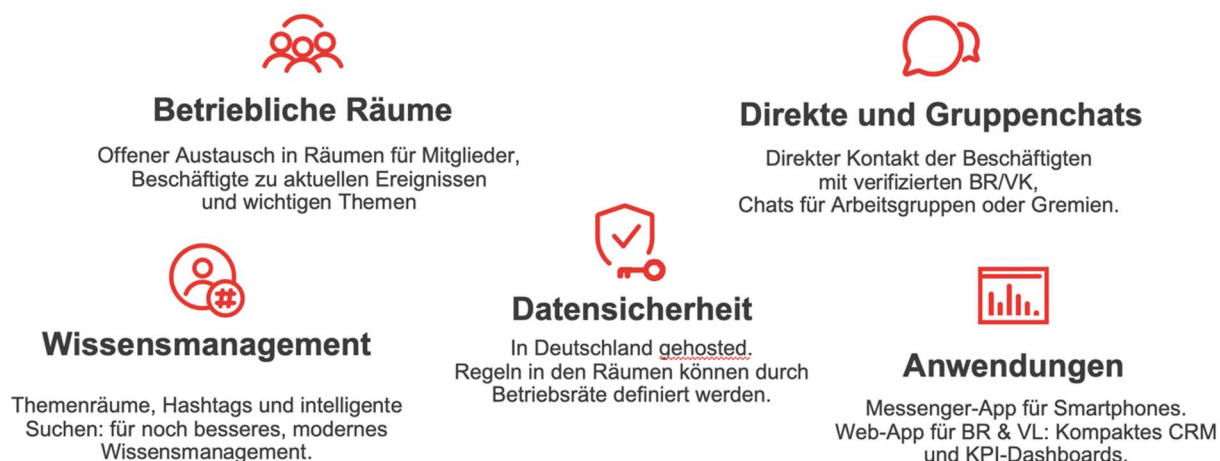 Betriebliche Räume
Offener Austausch in Räumen für Mitglieder,
Beschäftigte zu aktuellen Ereignissen
und wichtigen Themen
Direkte und Gruppenchats
Direkter Kontakt der Beschäftigten
mit verifizierten BR/VK,
Chats für Arbeitsgruppen oder Gremien.
#
Wissensmanagement
Themenräume, Hashtags und intelligente
Suchen: für noch besseres, modernes
Wissensmanagement.
Datensicherheit
In Deutschland gehosted.
Regeln in den Räumen können durch
Betriebsräte definiert werden.
Anwendungen
Messenger-App für Smartphones.
Web-App für BR & VL: Kompaktes CRM
und KPI-Dashboards.